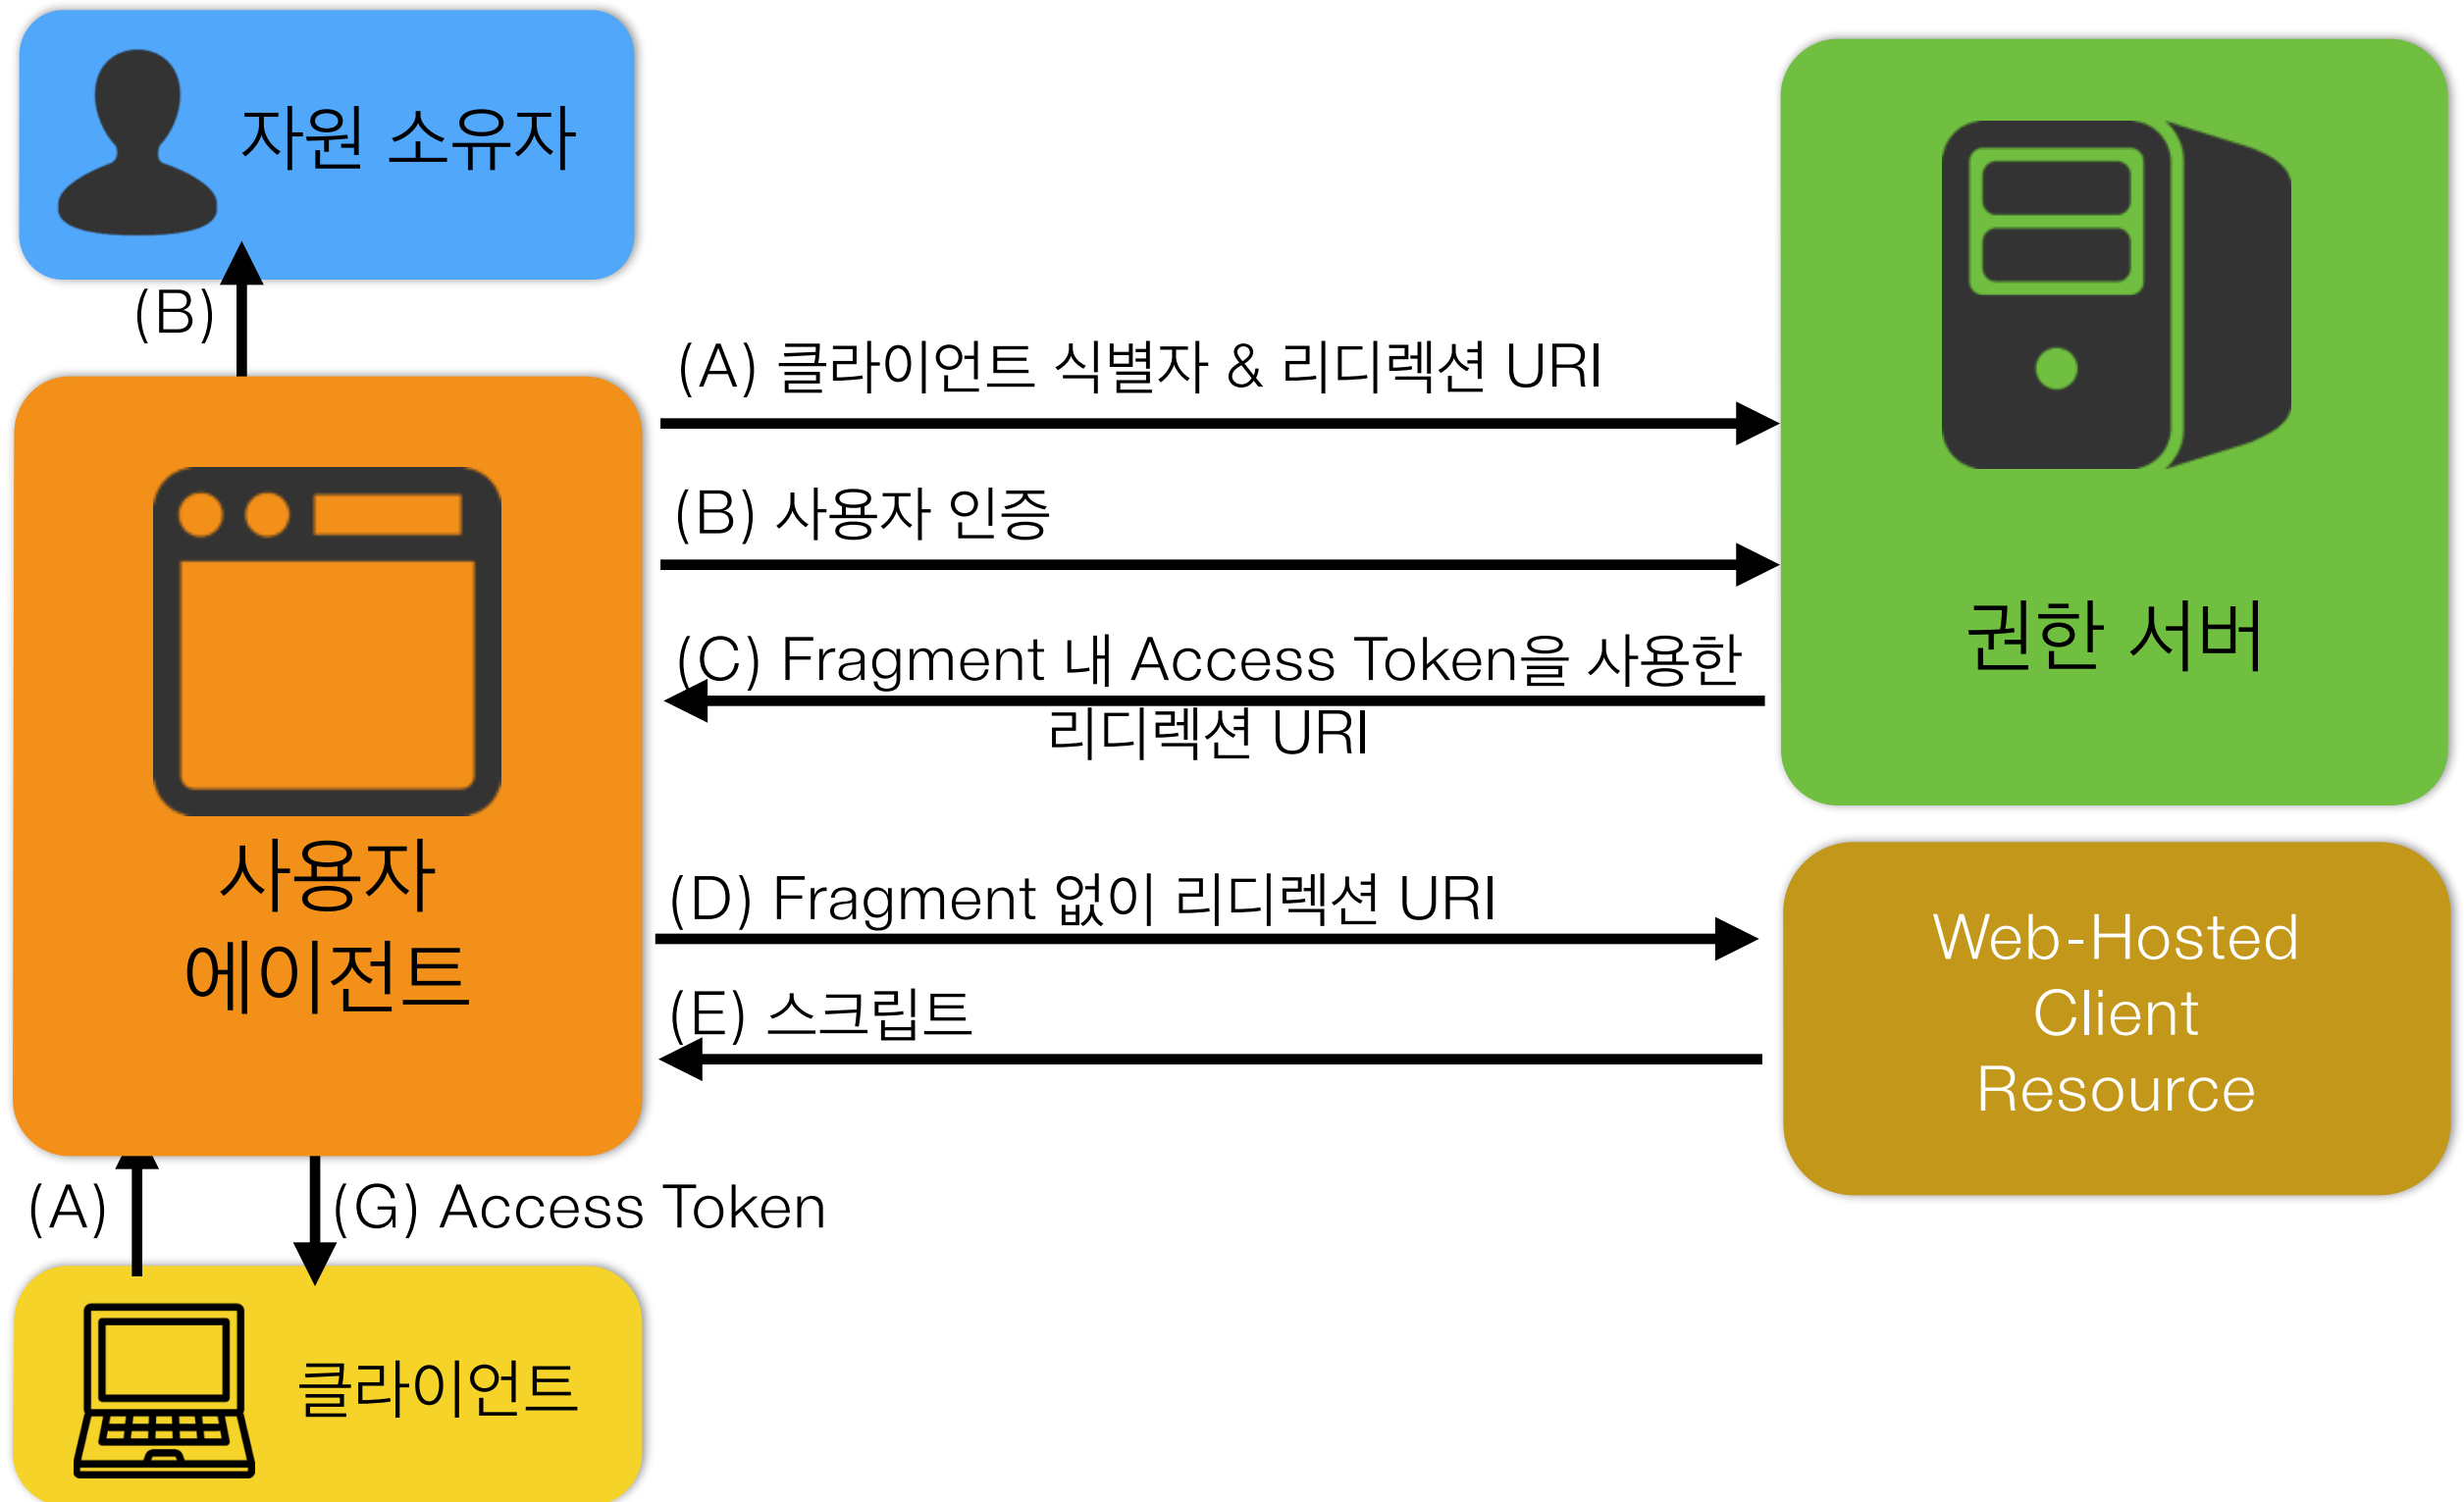 자원 소유자
(B)
(A) 클라이언트 식별자 & 리디렉션 URI
(B) 사용자 인증
(C) Fragment 내 Access Token을 사용한
리디렉션 URI
권한 서버
사용자
에이전트
(D) Fragment 없이 리디렉션 URI
(E) 스크립트
Web-Hosted
Client
Resource
(A)
(G) Access Token
클라이언트